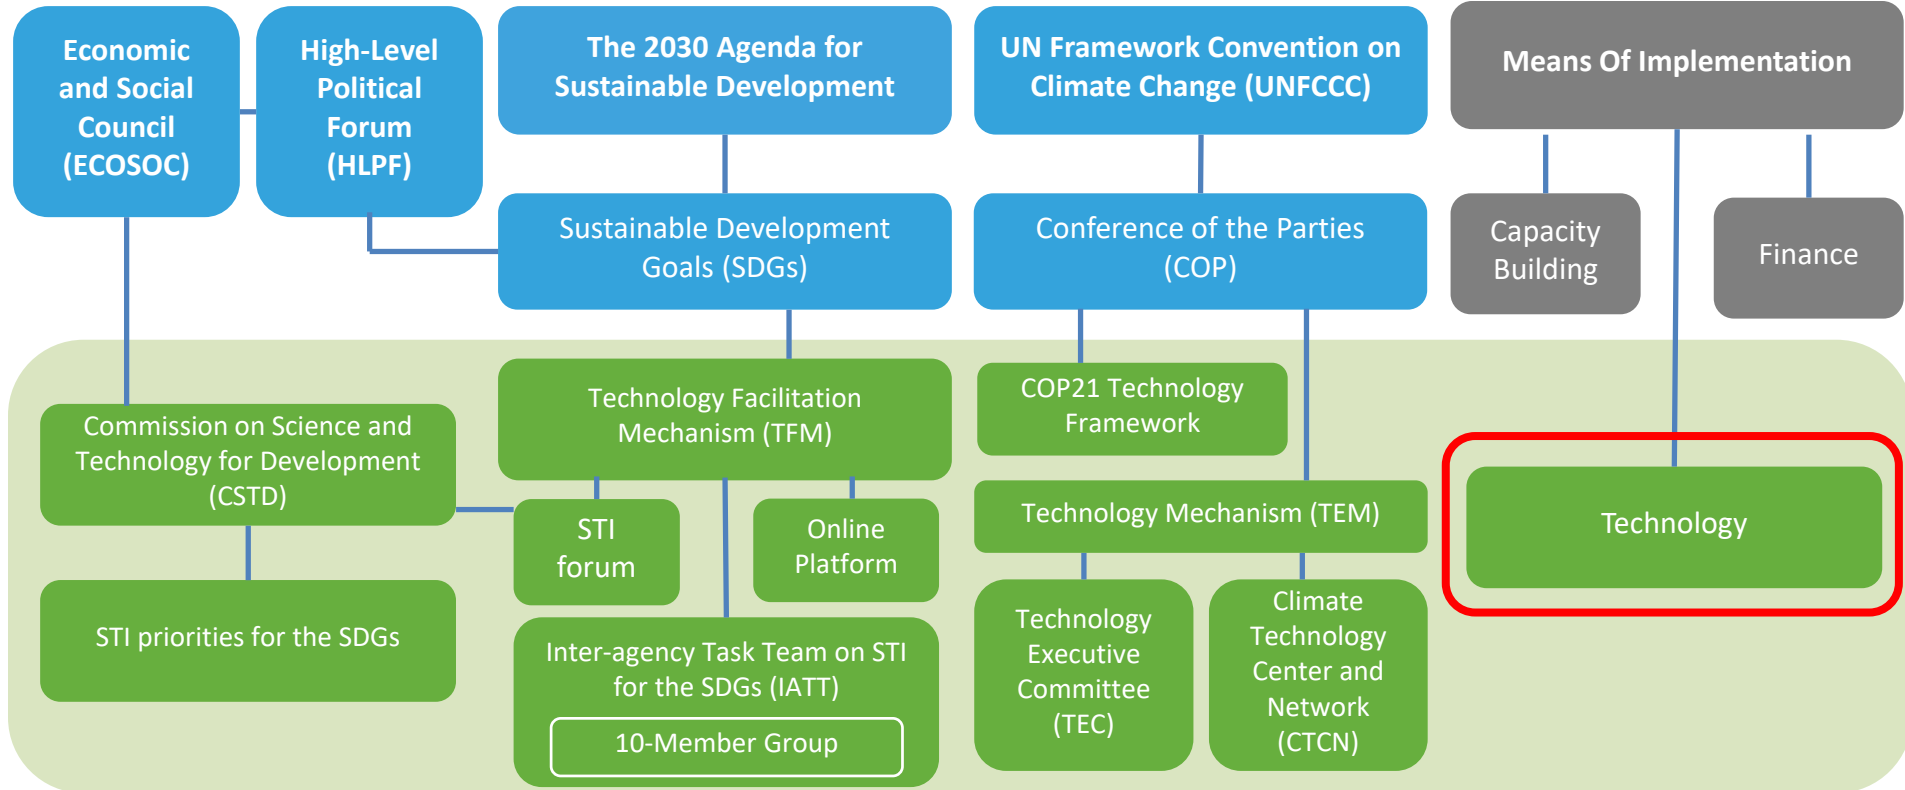 Economic
and Social
Council
(ECOSOC)
High-Level
Political
Forum
(HLPF)
The 2030 Agenda for
Sustainable Development
UN Framework Convention on
Climate Change (UNFCCC)
Means Of Implementation
Sustainable Development
Goals (SDGs)
Conference of the Parties
(COP)
Capacity
Building
Finance
Commission on Science and
Technology for Development
(CSTD)
Technology Facilitation
Mechanism (TFM)
COP21 Technology
Framework
STI
forum
Online
Platform
Technology Mechanism (TEM)
Technology
STI priorities for the SDGs
Inter-agency Task Team on STI
for the SDGs (IATT)
10-Member Group
Technology
Executive
Committee
(TEC)
Climate
Technology
Center and
Network
(CTCN)